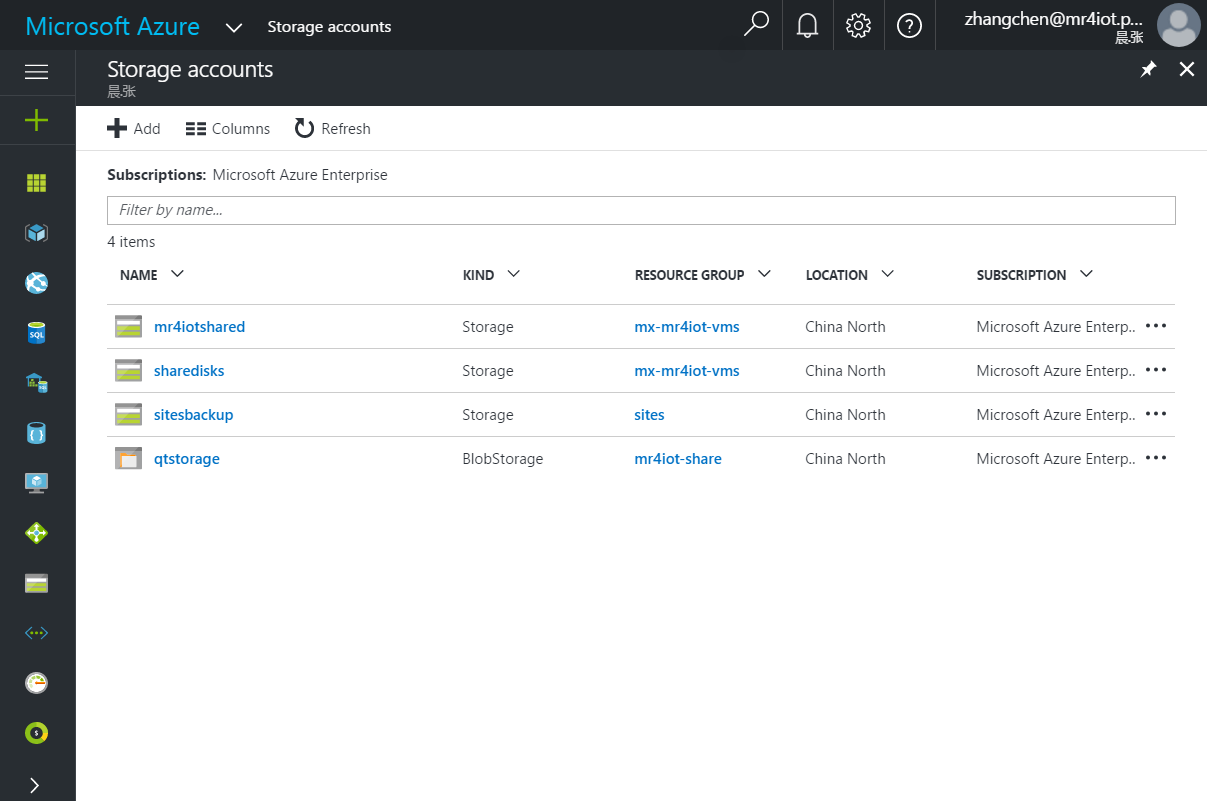 Microsoft Azure Storage accounts zhangchen@mr4iot.p...
晨.张
Storage accounts
晨.张
Add Columns Refresh
Subscriptions: Microsoft Azure Enterprise
Filter by name...
4 items
NAME KIND RESOURCE GROUP LOCATION SUBSCRIPTION
mr4iotshared Storage mx-mr4iot-vms China North Microsoft Azure Enterp..
sharedisks Storage mx-mr4iot-vms China North Microsoft Azure Enterp..
SQL
sitesbackup Storage sites China North Microsoft Azure Enterp..
qtstorage BlobStorage mr4iot-share China North Microsoft Azure Enterp..